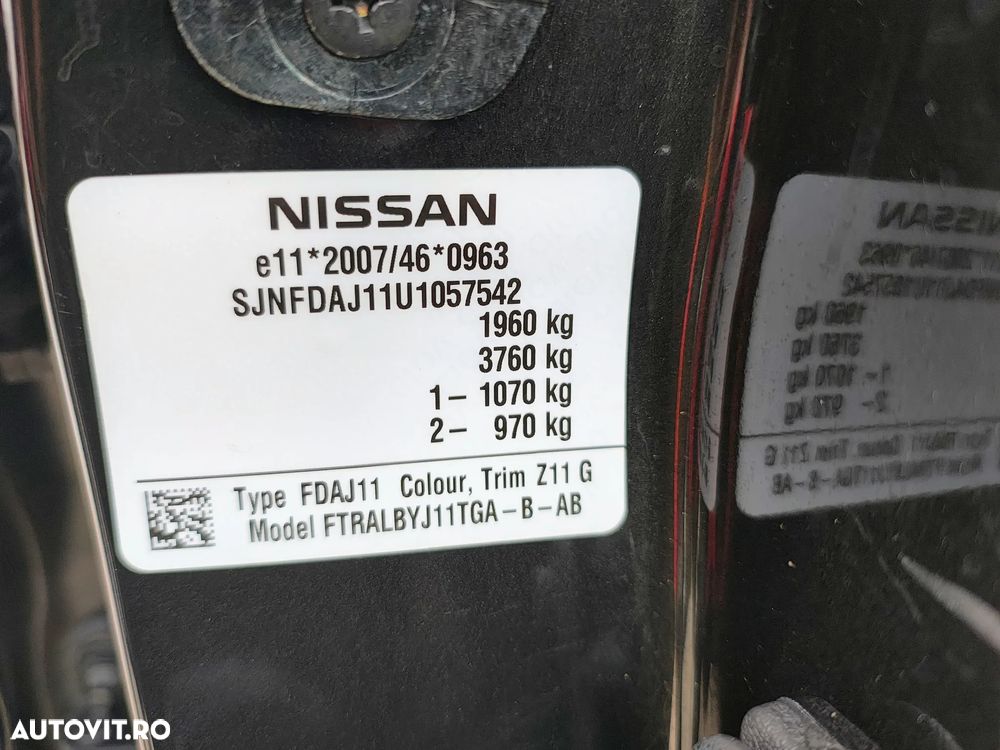 NISSAN
e11*2007/46*0963
SJNFDAJ11U1057542
1960 kg
3760 kg
1– 1070 kg
2– 970 kg
Type FDAJ11 Colour, Trim Z11 G
Model FTRALBYJ11TGA–B–AB
AUTOVIT.RO